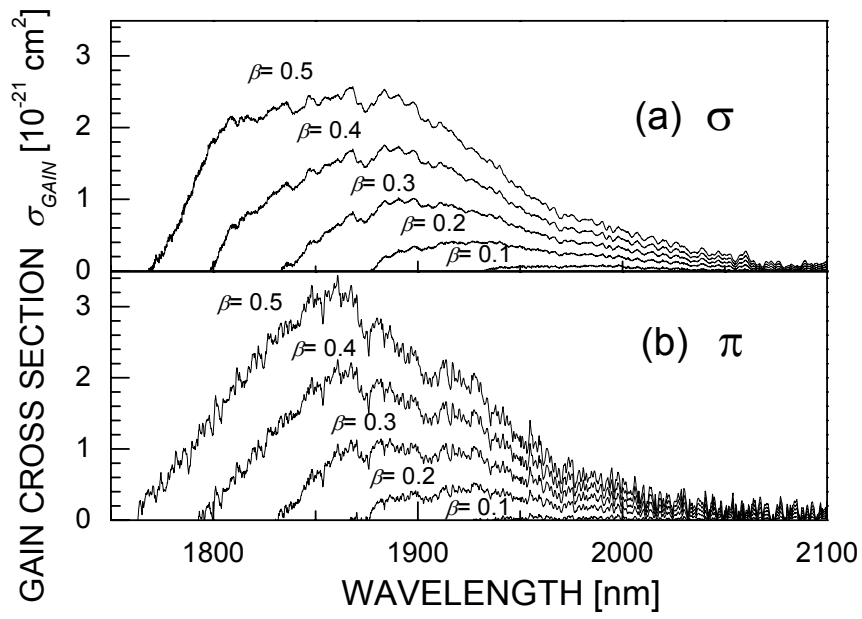 GAIN CROSS SECTION σ_GAIN [10⁻²¹ cm²]
3
2
1
0
β= 0.5
β= 0.4
β= 0.3
β= 0.2
β= 0.1
(a) σ
3
2
1
0
β= 0.5
β= 0.4
β= 0.3
β= 0.2
β= 0.1
(b) π
1800
1900
2000
2100
WAVELENGTH [nm]